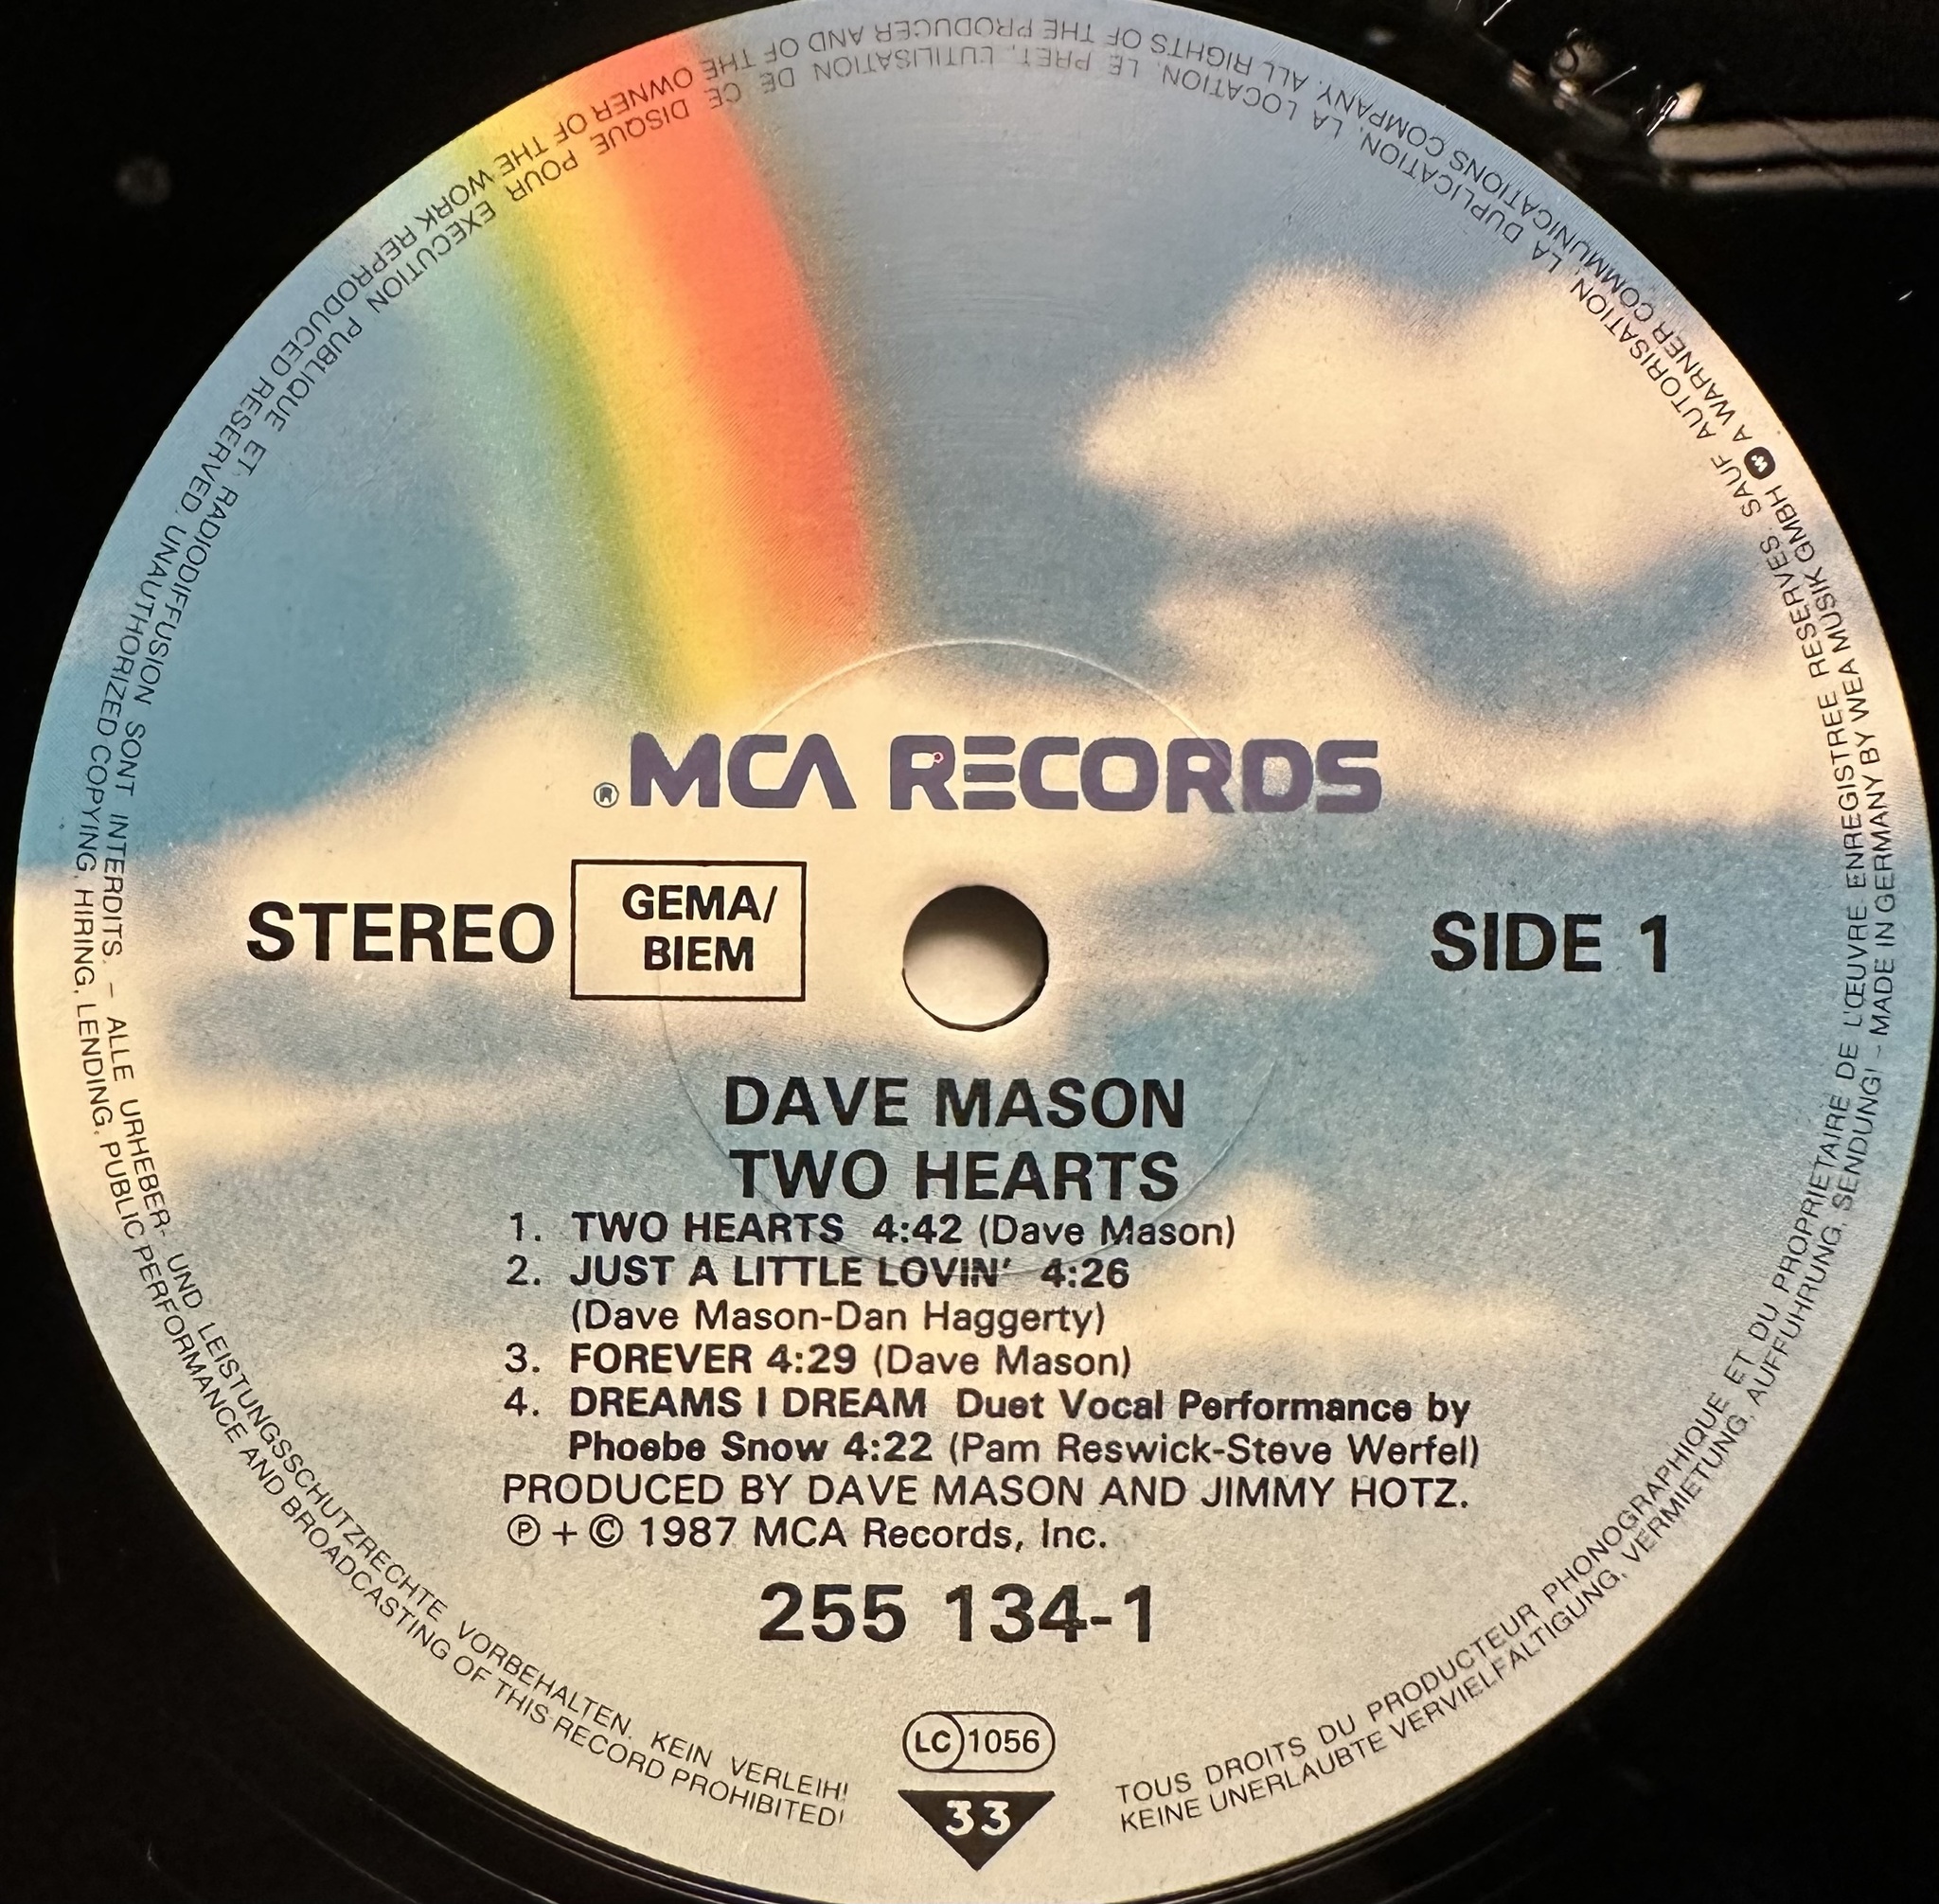 ®MCA RECORDS
STEREO
GEMA/
BIEM
SIDE 1
DAVE MASON
TWO HEARTS
1. TWO HEARTS 4:42 (Dave Mason)
2. JUST A LITTLE LOVIN' 4:26
(Dave Mason-Dan Haggerty)
3. FOREVER 4:29 (Dave Mason)
4. DREAMS I DREAM Duet Vocal Performance by
Phoebe Snow 4:22 (Pam Reswick-Steve Werfel)
PRODUCED BY DAVE MASON AND JIMMY HOTZ.
℗ + © 1987 MCA Records, Inc.
255 134-1
LC 1056
33
ALLE URHEBER- UND LEISTUNGSSCHUTZRECHTE VORBEHALTEN. KEIN VERLEIH!
KEINE UNERLAUBTE VERVIELFÄLTIGUNG, VERMIETUNG, AUFFÜHRUNG, SENDUNG! - MADE IN GERMANY BY WEA MUSIK GMBH W A WARNER COMMUNICATIONS COMPANY. ALL RIGHTS OF THE PRODUCER AND OF THE OWNER OF THE WORK REPRODUCED RESERVED. UNAUTHORIZED COPYING, HIRING, LENDING, PUBLIC PERFORMANCE AND BROADCASTING OF THIS RECORD PROHIBITED!
TOUS DROITS DU PRODUCTEUR PHONOGRAPHIQUE ET DU PROPRIETAIRE DE L'ŒUVRE ENREGISTREE RESERVES. SAUF AUTORISATION, LA DUPLICATION, LA LOCATION, LE PRET, L'UTILISATION DE CE DISQUE POUR EXECUTION PUBLIQUE ET RADIODIFFUSION SONT INTERDITS. -